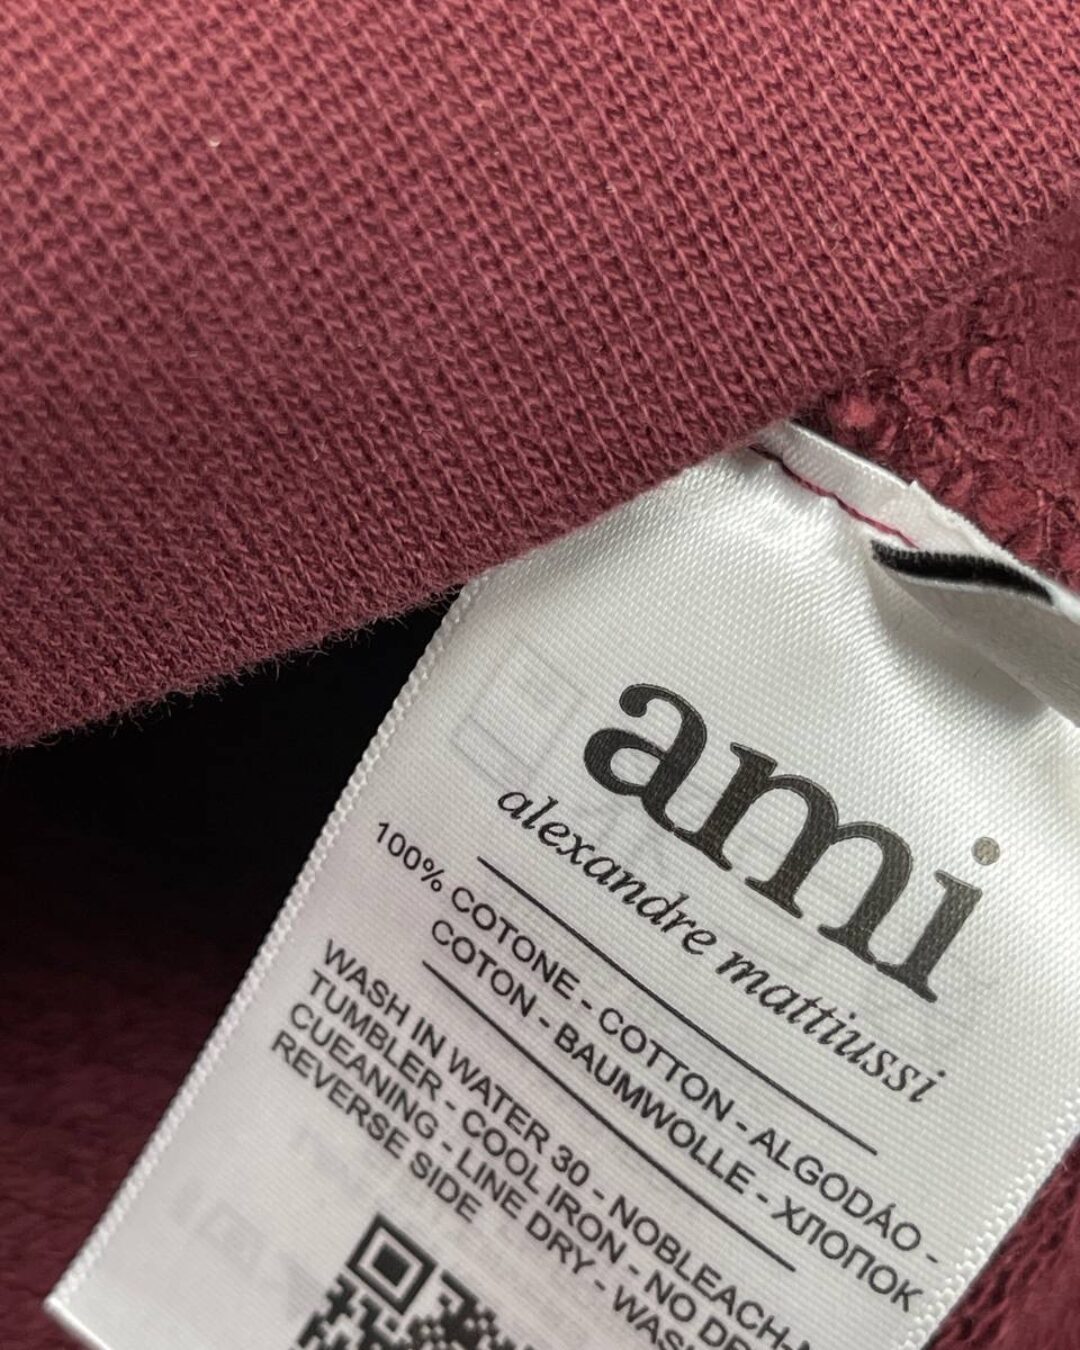 ami
alexandre mattiussi
100% COTONE - COTTON - ALGODÁO -
COTON - BAUMWOLLE - ХЛОПОК
WASH IN WATER 30 - NOBLEACH-
TUMBLER - COOL IRON - NO
CUEANING - LINE DRY -
REVERSE SIDE